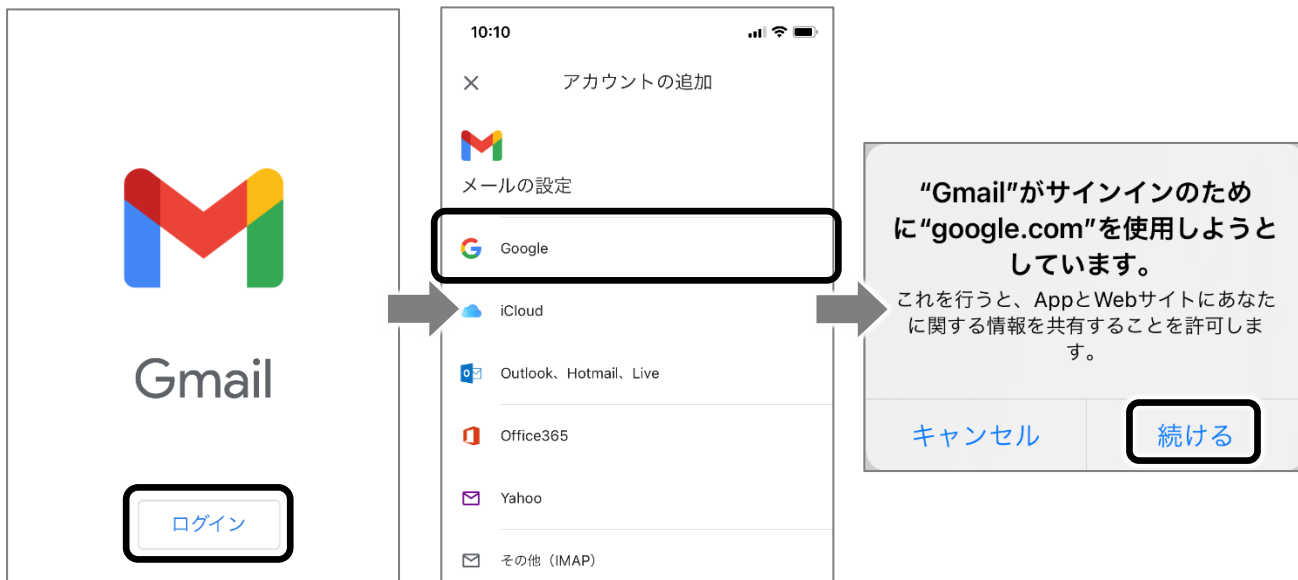 Gmail
ログイン
10:10
アカウントの追加
メールの設定
Google
iCloud
Outlook、Hotmail、Live
Office365
Yahoo
その他（IMAP）
“Gmail”がサインインのため
に“google.com”を使用しようと
しています。
これを行うと、AppとWebサイトにあなた
に関する情報を共有することを許可しま
す。
キャンセル
続ける